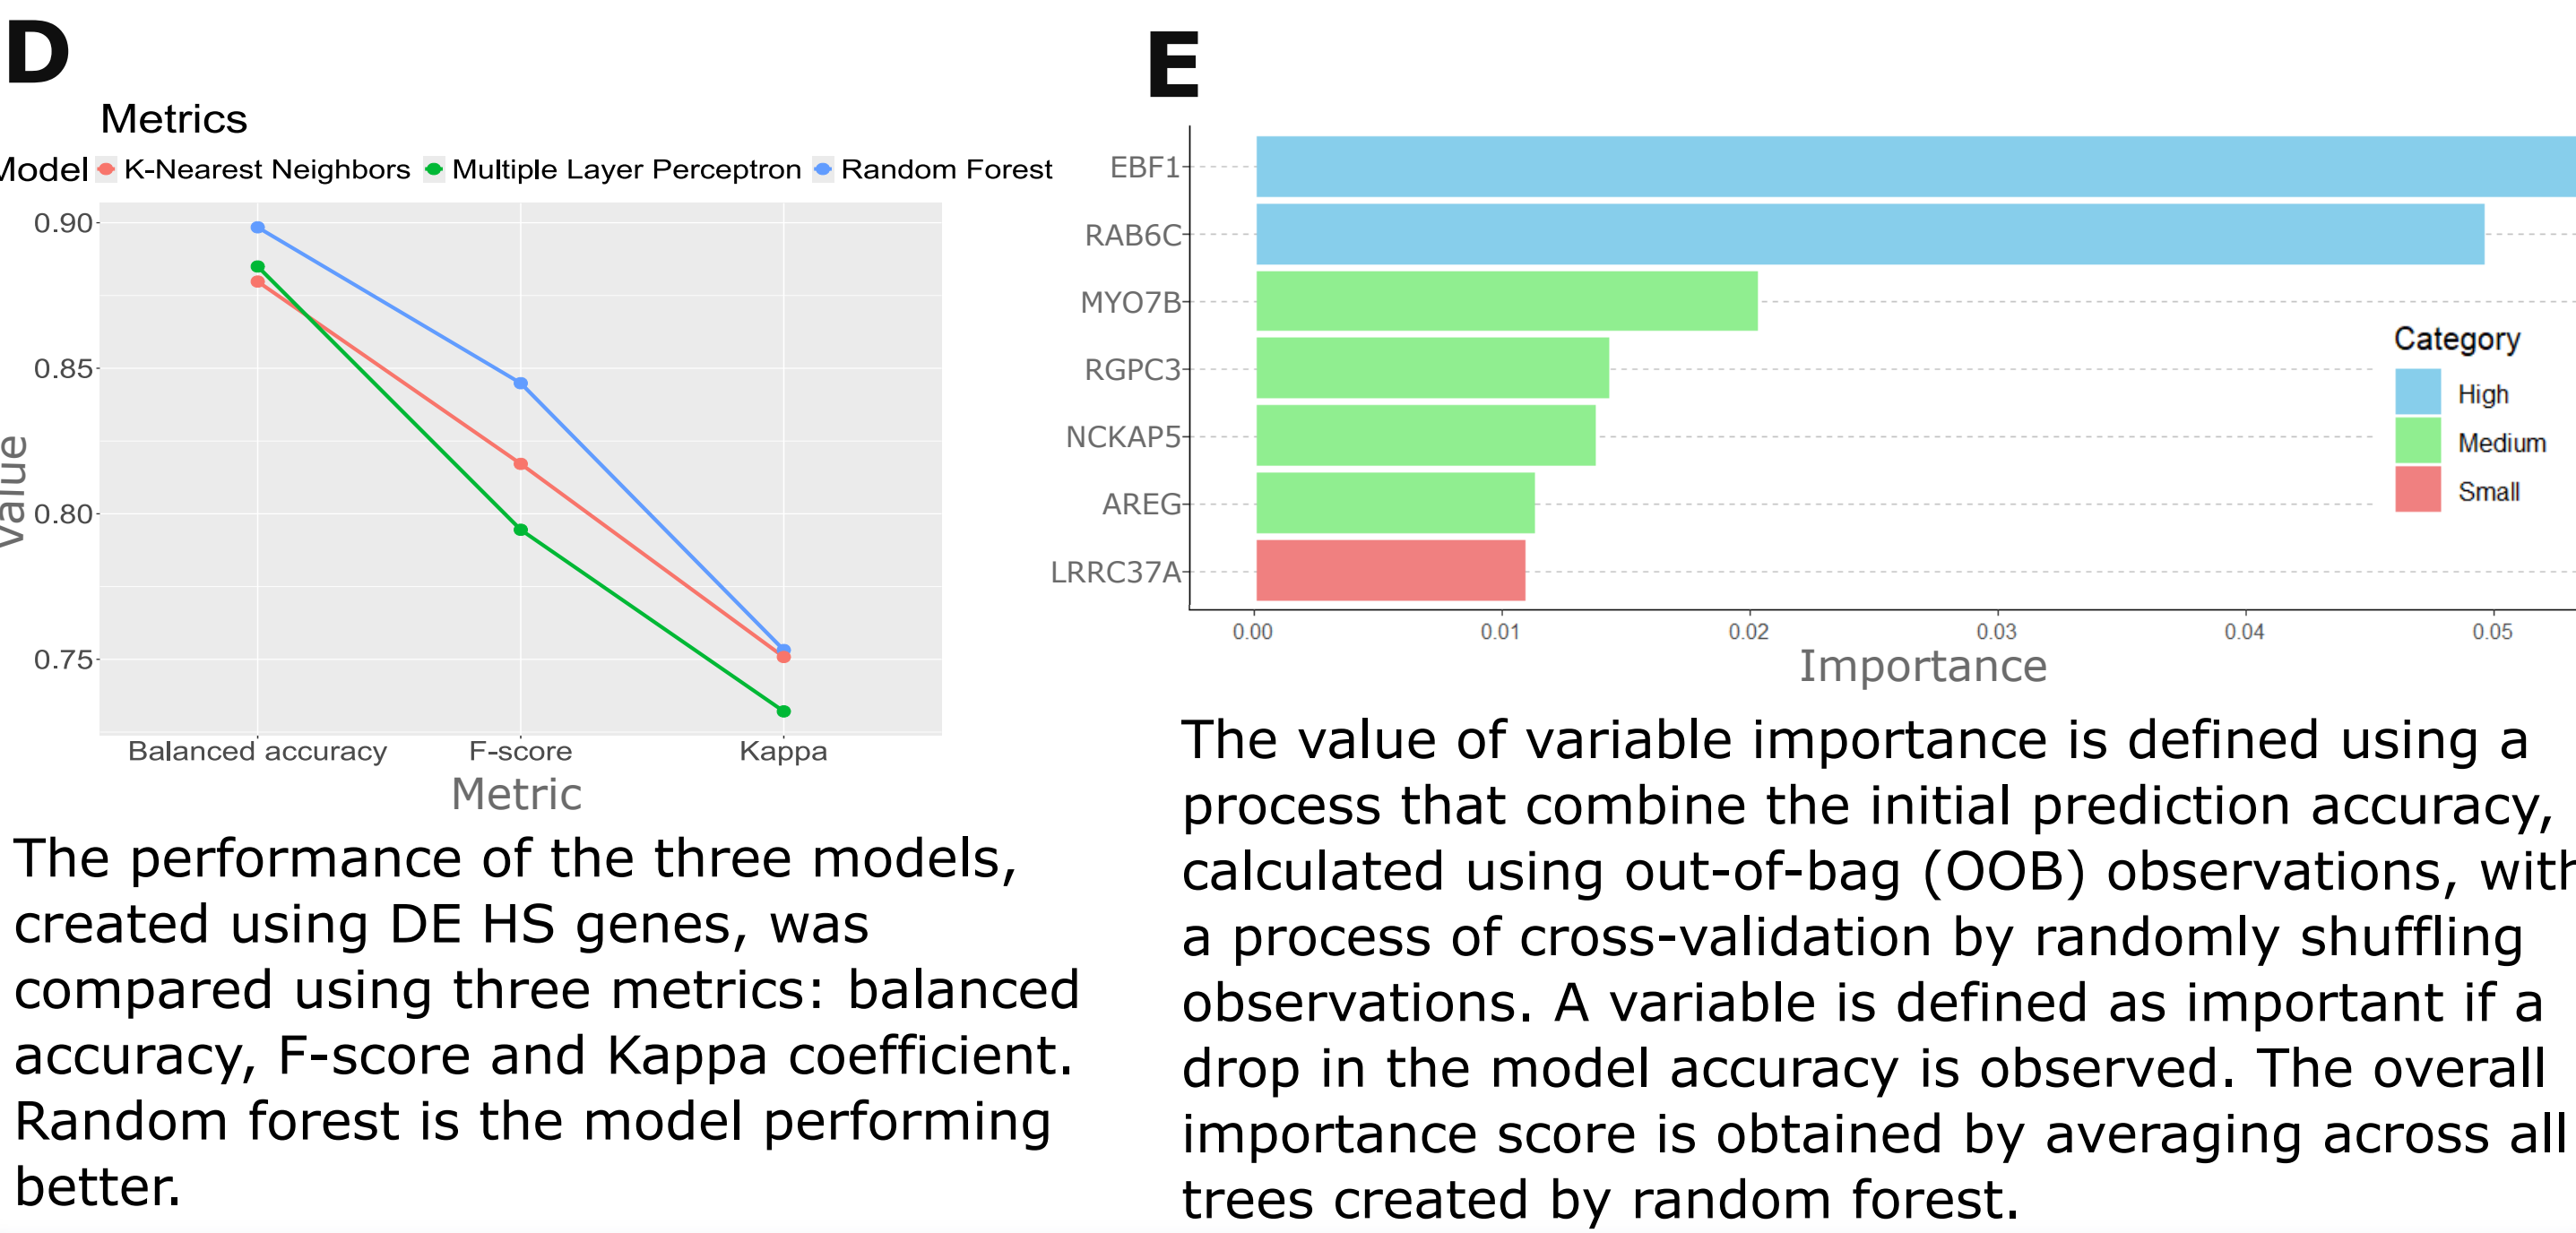 D
Metrics
Model K-Nearest Neighbors Multiple Layer Perceptron Random Forest
0.90
0.85
0.80
0.75
Value
Balanced accuracy F-score Kappa
Metric
The performance of the three models,
created using DE HS genes, was
compared using three metrics: balanced
accuracy, F-score and Kappa coefficient.
Random forest is the model performing
better.
E
EBF1
RAB6C
MYO7B
RGPC3
NCKAP5
AREG
LRRC37A
Category
High
Medium
Small
0.00 0.01 0.02 0.03 0.04 0.05
Importance
The value of variable importance is defined using a
process that combine the initial prediction accuracy,
calculated using out-of-bag (OOB) observations, with
a process of cross-validation by randomly shuffling
observations. A variable is defined as important if a
drop in the model accuracy is observed. The overall
importance score is obtained by averaging across all
trees created by random forest.